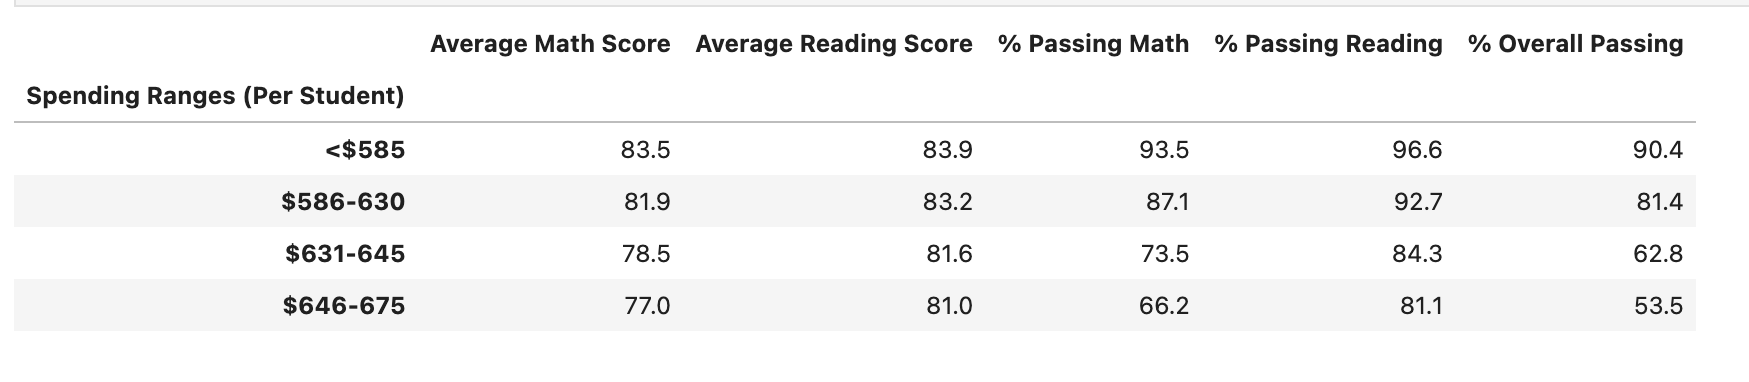 Average Math Score Average Reading Score % Passing Math % Passing Reading % Overall Passing
Spending Ranges (Per Student)
<$585 83.5 83.9 93.5 96.6 90.4
$586-630 81.9 83.2 87.1 92.7 81.4
$631-645 78.5 81.6 73.5 84.3 62.8
$646-675 77.0 81.0 66.2 81.1 53.5